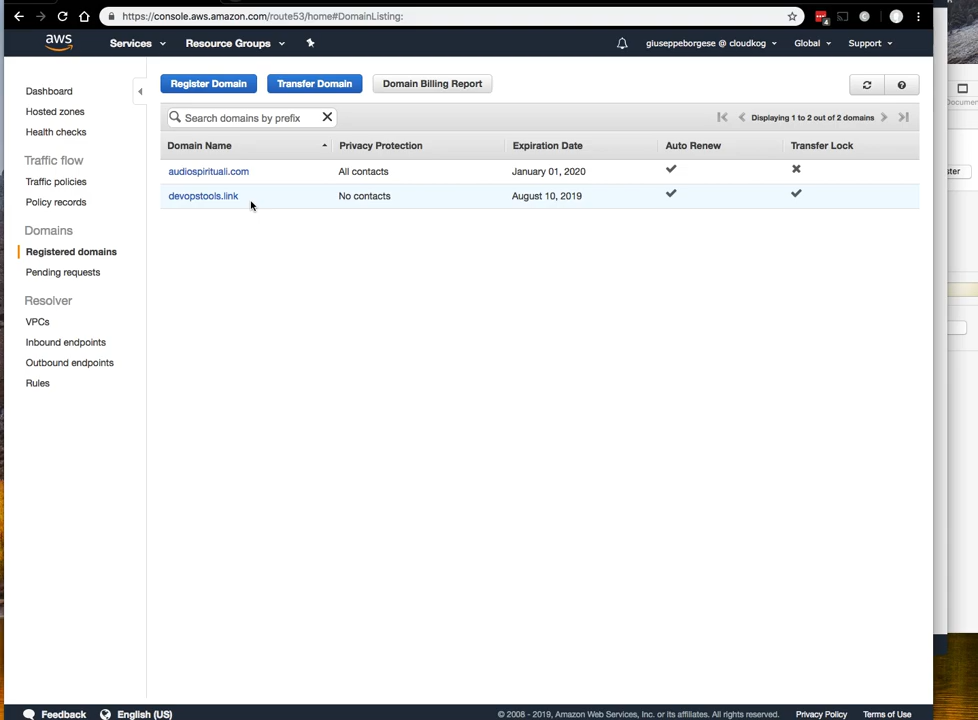 https://console.aws.amazon.com/route53/home#DomainListing:
aws Services Resource Groups giuseppeborgese @ cloudkog Global Support
Register Domain Transfer Domain Domain Billing Report
Dashboard
Hosted zones
Health checks
Traffic flow
Traffic policies
Policy records
Domains
Registered domains
Pending requests
Resolver
VPCs
Inbound endpoints
Outbound endpoints
Rules
Search domains by prefix Displaying 1 to 2 out of 2 domains
Domain Name Privacy Protection Expiration Date Auto Renew Transfer Lock
audiospirituali.com All contacts January 01, 2020
devopstools.link No contacts August 10, 2019
Feedback English (US) © 2008 - 2019, Amazon Web Services, Inc. or its affiliates. All rights reserved. Privacy Policy Terms of Use